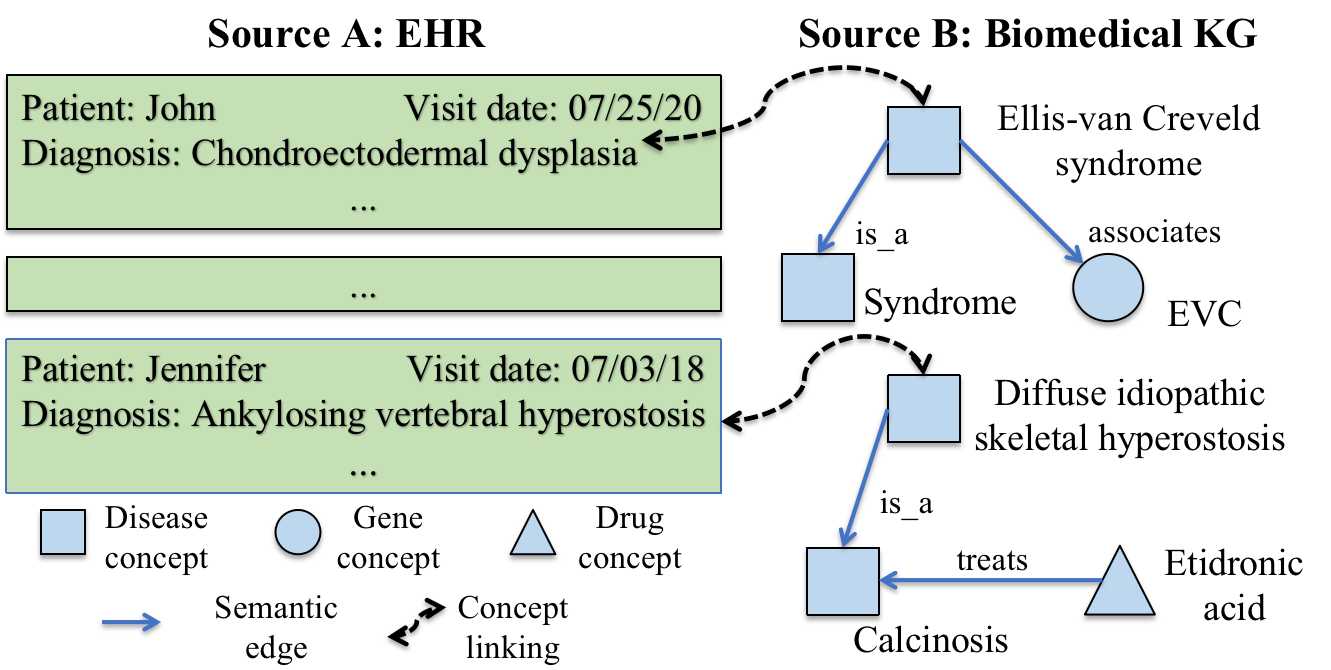 Source A: EHR
Source B: Biomedical KG
Patient: John Visit date: 07/25/20
Diagnosis: Chondroectodermal dysplasia
...
...
Patient: Jennifer Visit date: 07/03/18
Diagnosis: Ankylosing vertebral hyperostosis
...
Ellis-van Creveld
syndrome
is_a
associates
Syndrome
EVC
Diffuse idiopathic
skeletal hyperostosis
is_a
treats
Etidronic
acid
Calcinosis
Disease
concept
Gene
concept
Drug
concept
Semantic
edge
Concept
linking